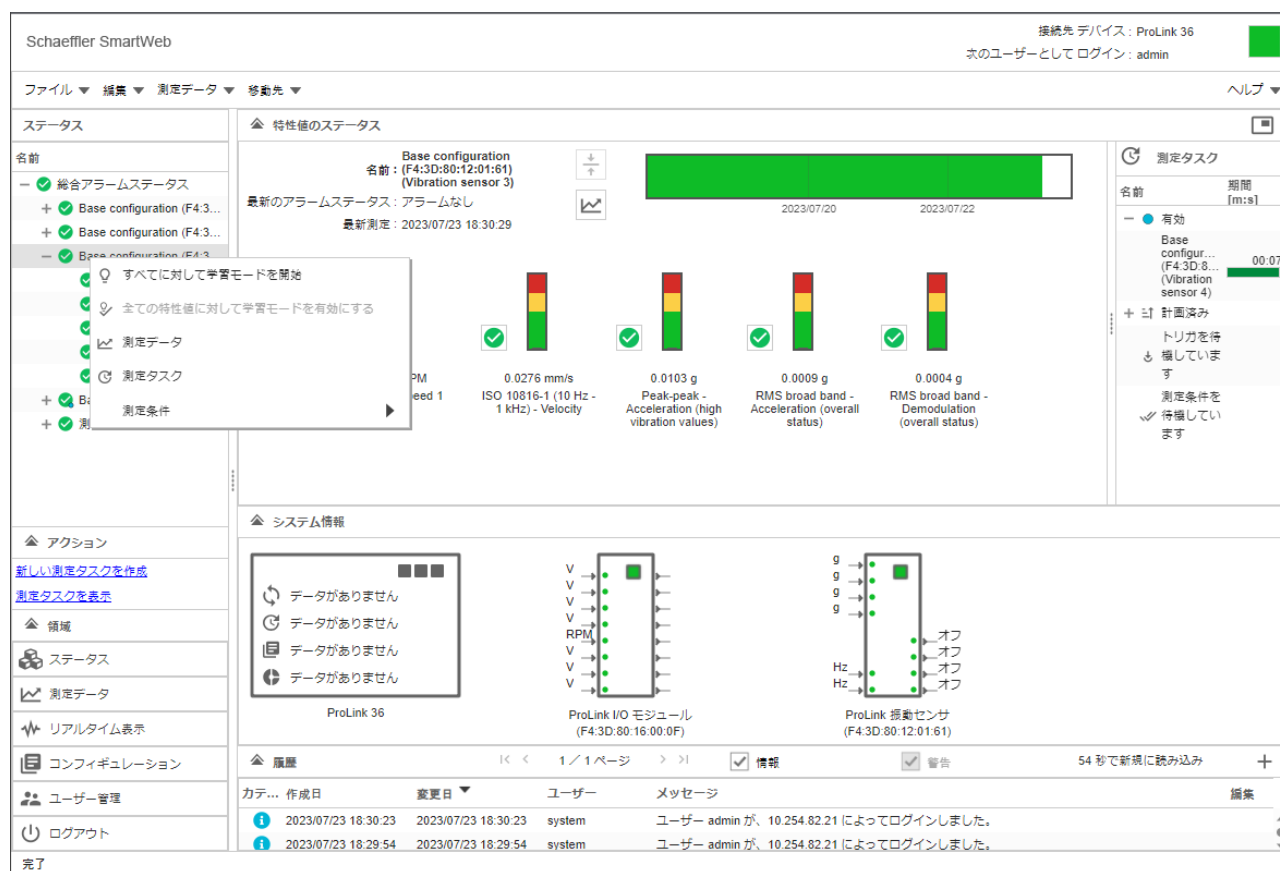 Schaeffler SmartWeb
接続先 デバイス : ProLink 36
次のユーザーとして ログイン : admin
ファイル 編集 測定データ 移動先 ヘルプ
ステータス
名前
総合アラームステータス
Base configuration (F4:3...
Base configuration (F4:3...
Base configuration (F4:3...
すべてに対して学習モードを開始
全ての特性値に対して学習モードを有効にする
測定データ
測定タスク
測定条件
特性値のステータス
名前 :
Base configuration
(F4:3D:80:12:01:61)
(Vibration sensor 3)
最新のアラームステータス : アラームなし
最新測定 : 2023/07/23 18:30:29
2023/07/20 2023/07/22
0.0276 mm/s
ISO 10816-1 (10 Hz -
1 kHz) - Velocity
0.0103 g
Peak-peak -
Acceleration (high
vibration values)
0.0009 g
RMS broad band -
Acceleration (overall
status)
0.0004 g
RMS broad band -
Demodulation
(overall status)
測定タスク
名前 期間
[m:s]
有効
Base
configur...
(F4:3D:8...
(Vibration
sensor 4)
00:07
計画済み
トリガを待
機していま
す
測定条件を
待機してい
ます
アクション
新しい測定タスクを作成
測定タスクを表示
領域
ステータス
測定データ
リアルタイム表示
コンフィギュレーション
ユーザー管理
ログアウト
システム情報
データがありません
データがありません
データがありません
データがありません
ProLink 36
V
V
V
V
RPM
V
V
V
ProLink I/O モジュール
(F4:3D:80:16:00:0F)
g
g
g
g
Hz
Hz
オフ
オフ
オフ
オフ
ProLink 振動センサ
(F4:3D:80:12:01:61)
履歴 1 / 1 ページ 情報 警告 54 秒で新規に読み込み
カテ... 作成日 変更日 ユーザー メッセージ 編集
2023/07/23 18:30:23 2023/07/23 18:30:23 system ユーザー admin が、10.254.82.21 によってログインしました。
2023/07/23 18:29:54 2023/07/23 18:29:54 system ユーザー admin が、10.254.82.21 によってログインしました。
完了